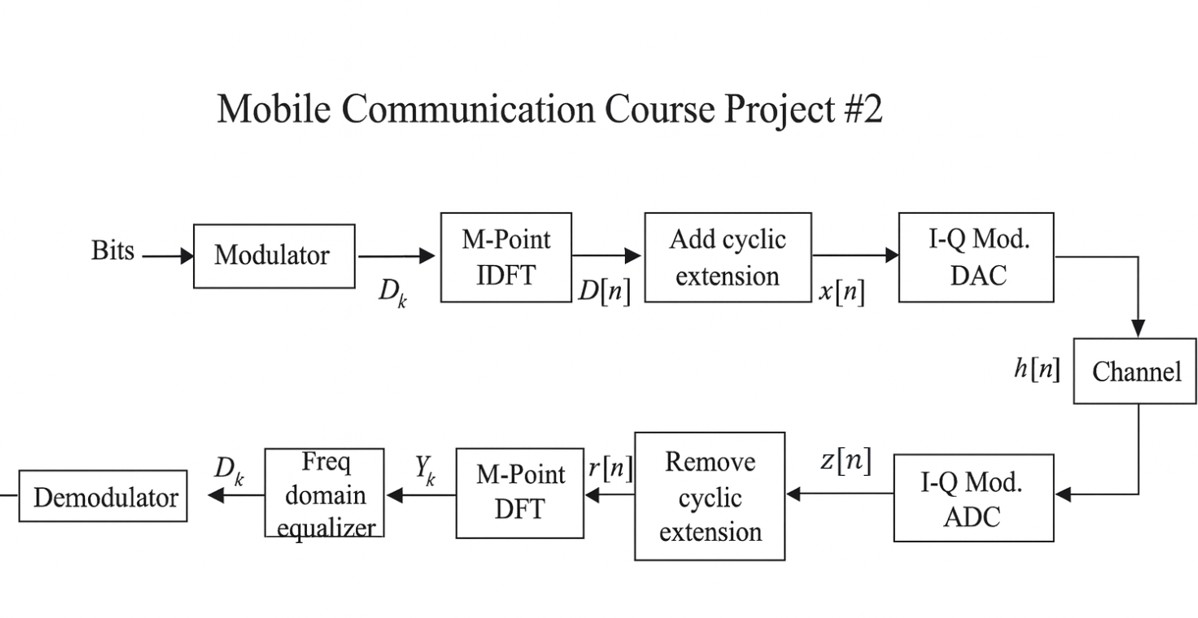 Mobile Communication Course Project #2
Bits
Modulator
D_k
M-Point
IDFT
D[n]
Add cyclic
extension
x[n]
I-Q Mod.
DAC
h[n]
Channel
I-Q Mod.
ADC
z[n]
Remove
cyclic
extension
r[n]
M-Point
DFT
Y_k
Freq
domain
equalizer
D_k
Demodulator